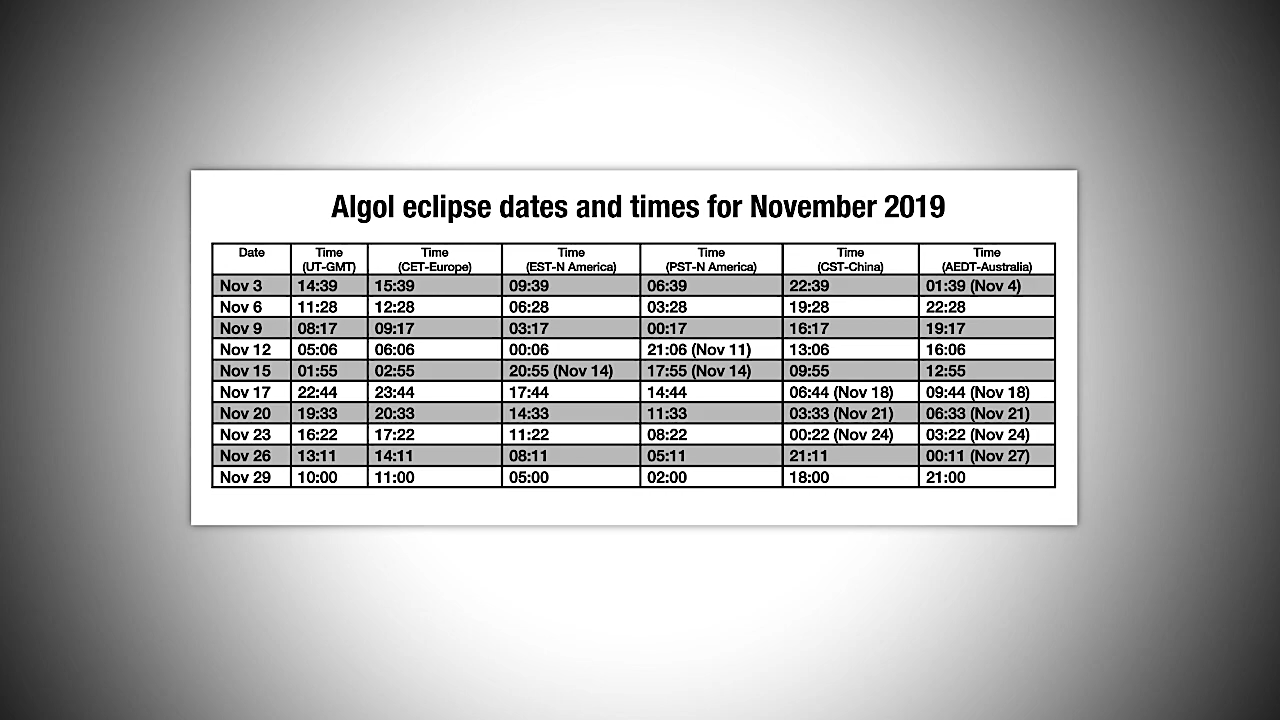 Algol eclipse dates and times for November 2019
Date Time (UT-GMT) Time (CET-Europe) Time (EST-N America) Time (PST-N America) Time (CST-China) Time (AEDT-Australia)
Nov 3 14:39 15:39 09:39 06:39 22:39 01:39 (Nov 4)
Nov 6 11:28 12:28 06:28 03:28 19:28 22:28
Nov 9 08:17 09:17 03:17 00:17 16:17 19:17
Nov 12 05:06 06:06 00:06 21:06 (Nov 11) 13:06 16:06
Nov 15 01:55 02:55 20:55 (Nov 14) 17:55 (Nov 14) 09:55 12:55
Nov 17 22:44 23:44 17:44 14:44 06:44 (Nov 18) 09:44 (Nov 18)
Nov 20 19:33 20:33 14:33 11:33 03:33 (Nov 21) 06:33 (Nov 21)
Nov 23 16:22 17:22 11:22 08:22 00:22 (Nov 24) 03:22 (Nov 24)
Nov 26 13:11 14:11 08:11 05:11 21:11 00:11 (Nov 27)
Nov 29 10:00 11:00 05:00 02:00 18:00 21:00